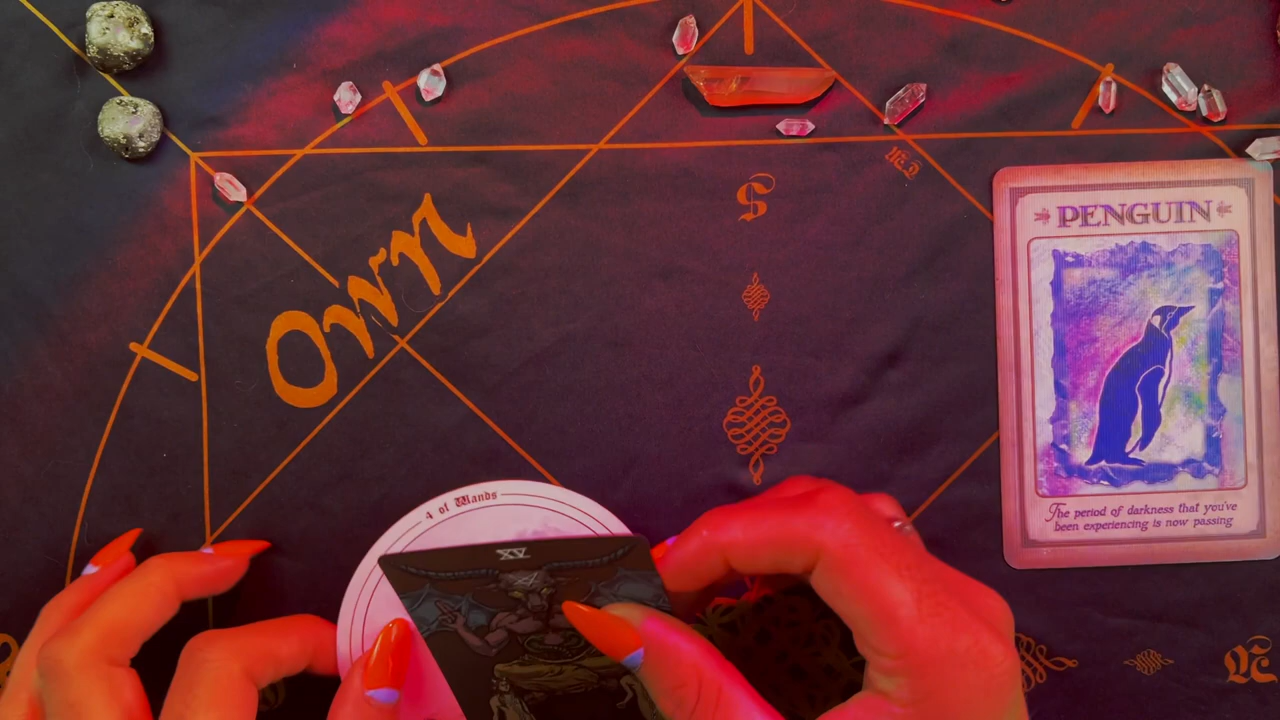 PENGUIN
Own
4 of Wands
XV
The period of darkness that you've
been experiencing is now passing